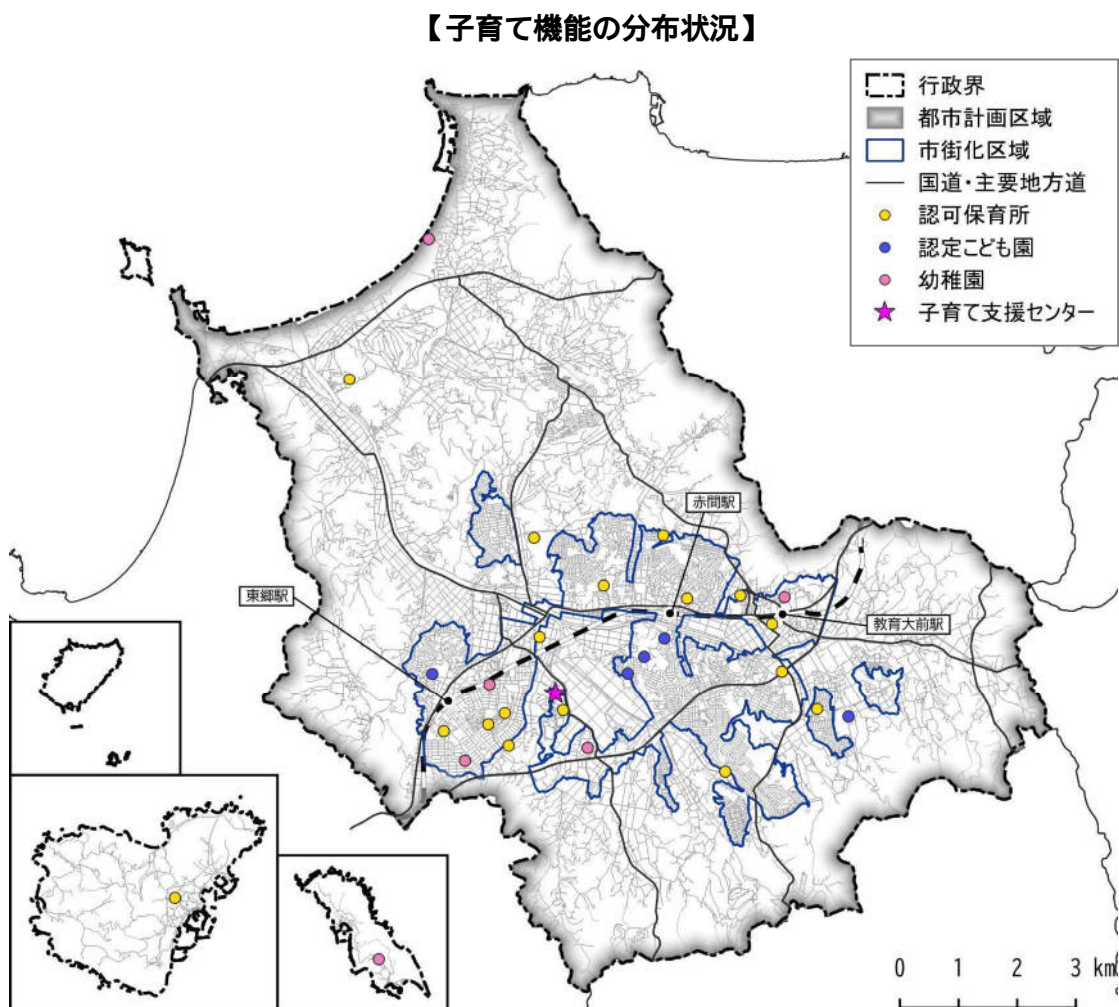 【子育て機能の分布状況】
行政界
都市計画区域
市街化区域
国道・主要地方道
認可保育所
認定こども園
幼稚園
子育て支援センター
赤間駅
東郷駅
教育大前駅
0 1 2 3 km